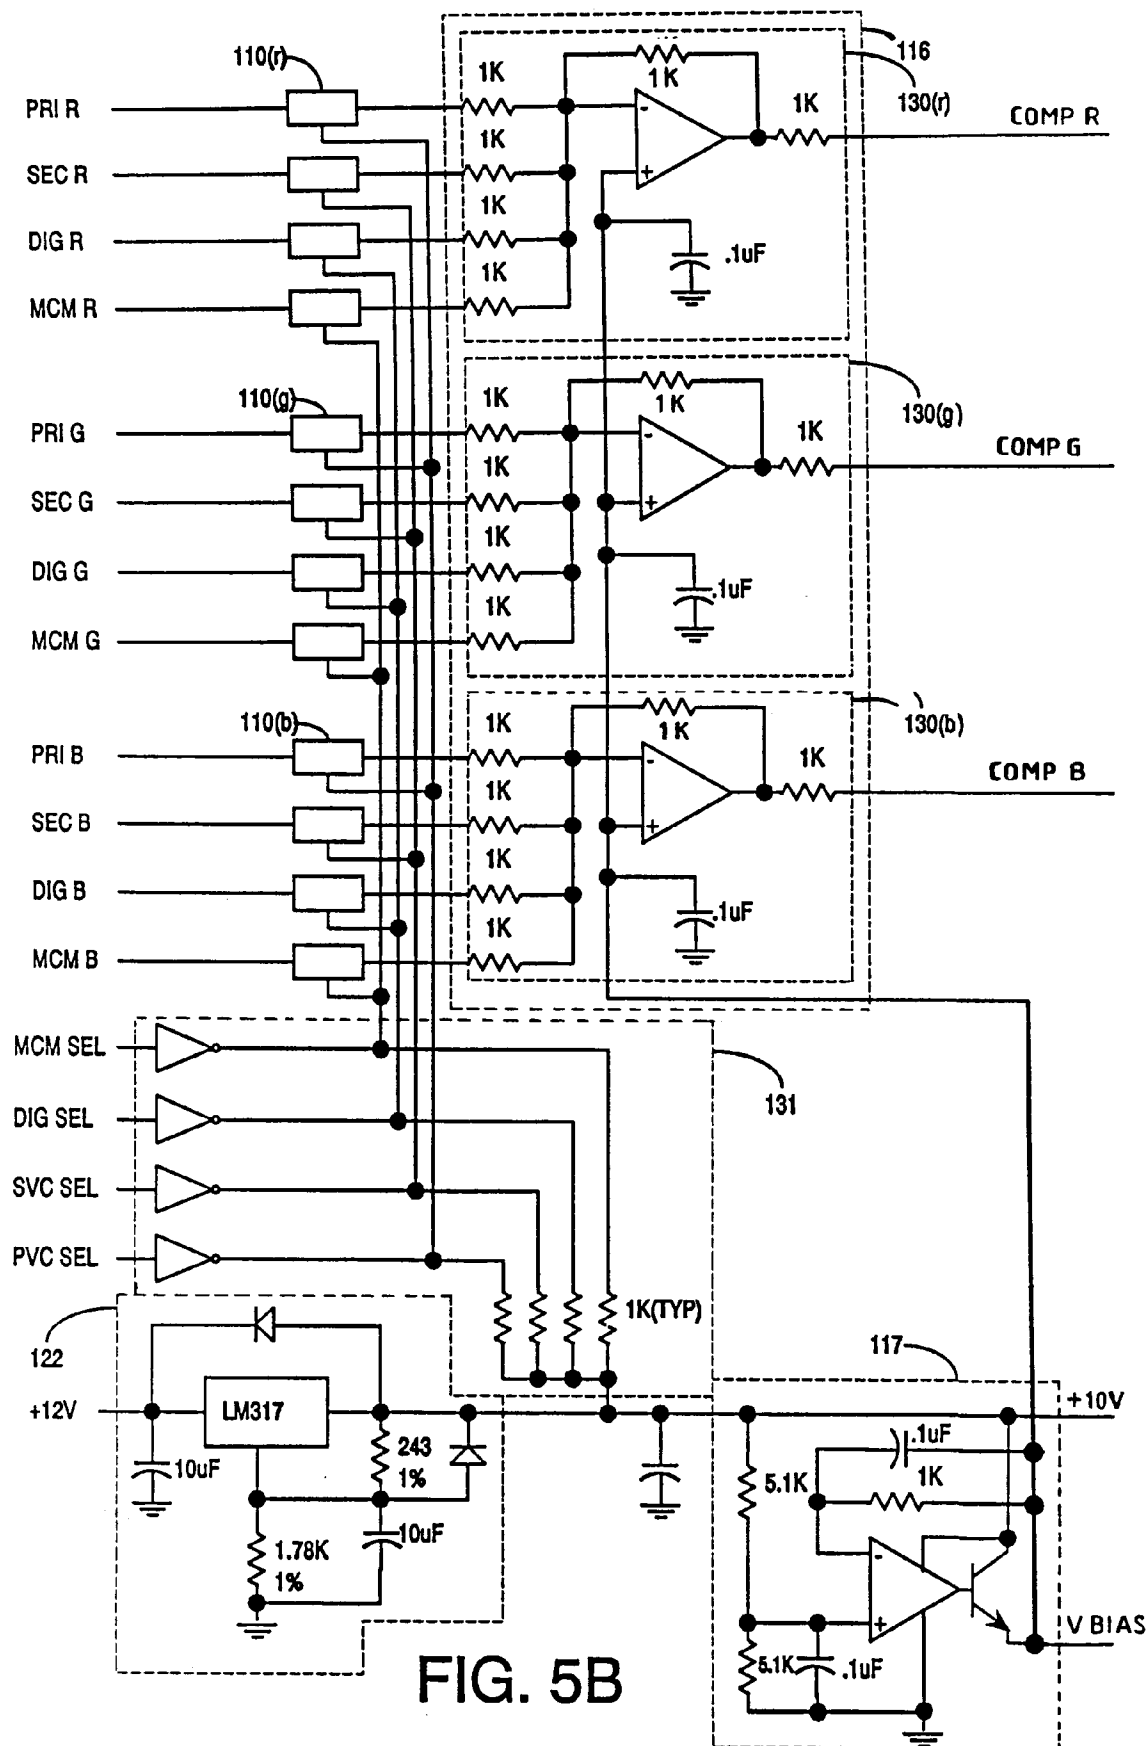 116
110(r)
1K
1K
130(r)
PRI R
-
1K
COMP R
1K
SEC R
+
1K
DIG R
.1uF
1K
MCM R
110(g)
1K
1K
130(g)
PRI G
-
1K
COMP G
1K
SEC G
+
1K
DIG G
.1uF
1K
MCM G
110(b)
1K
1K
130(b)
PRI B
-
1K
COMP B
1K
SEC B
+
1K
DIG B
.1uF
1K
MCM B
MCM SEL
131
DIG SEL
SVC SEL
PVC SEL
1K(TYP)
122
117
+12V
LM317
+10V
10uF
243
1%
.1uF
5.1K
1K
10uF
1.78K
1%
-
+
V BIAS
5.1K
.1uF
FIG. 5B